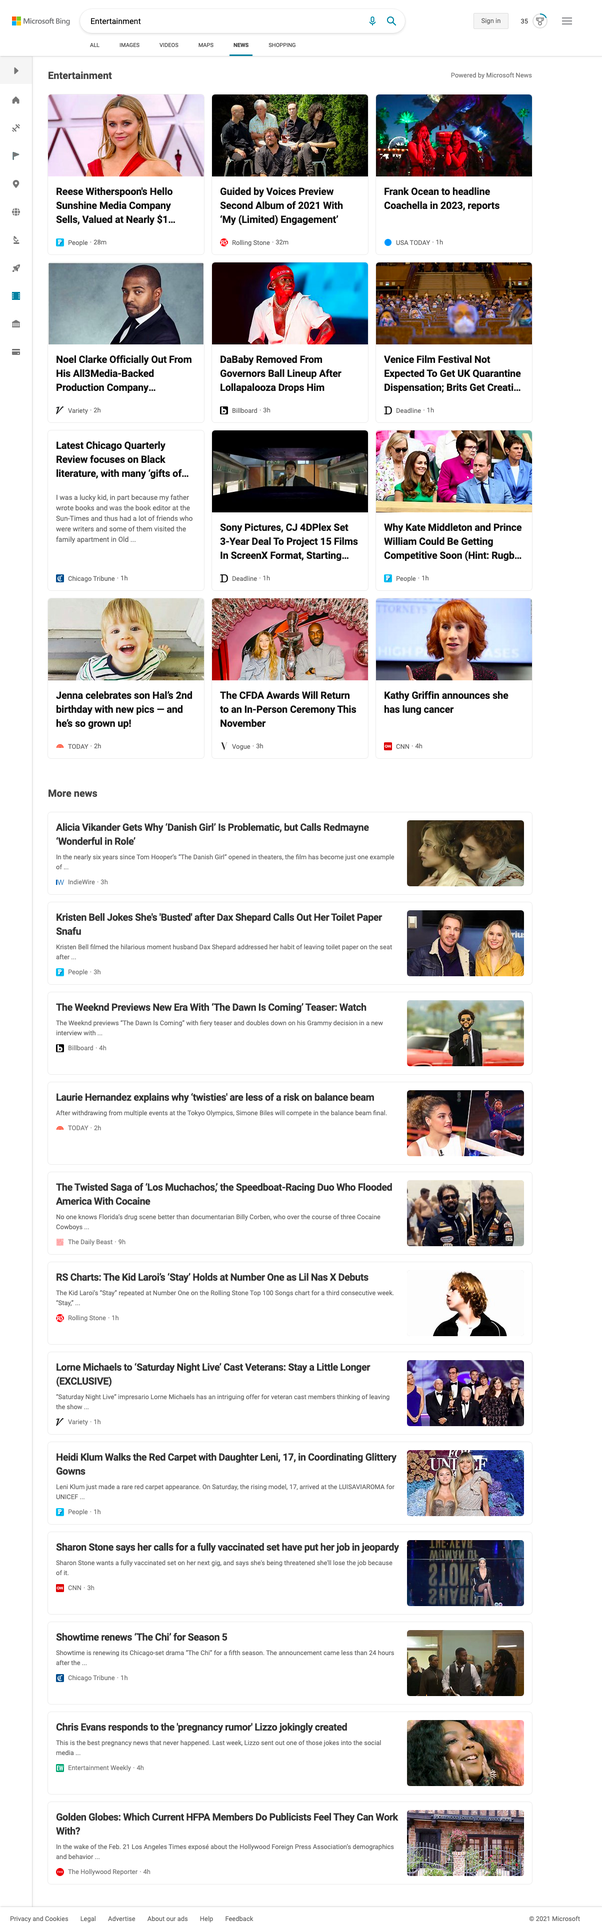 Microsoft Bing
Entertainment
Sign in
35
ALL
IMAGES
VIDEOS
MAPS
NEWS
SHOPPING
Entertainment
Powered by Microsoft News
Reese Witherspoon's Hello
Sunshine Media Company
Sells, Valued at Nearly $1...
People · 28m
Guided by Voices Preview
Second Album of 2021 With
'My (Limited) Engagement'
Rolling Stone · 32m
Frank Ocean to headline
Coachella in 2023, reports
USA TODAY · 1h
Noel Clarke Officially Out From
His All3Media-Backed
Production Company...
Variety · 2h
DaBaby Removed From
Governors Ball Lineup After
Lollapalooza Drops Him
Billboard · 3h
Venice Film Festival Not
Expected To Get UK Quarantine
Dispensation; Brits Get Creati...
Deadline · 1h
Latest Chicago Quarterly
Review focuses on Black
literature, with many 'gifts of...
I was a lucky kid, in part because my father
wrote books and was the book editor at the
Sun-Times and thus had a lot of friends who
were writers and some of them visited the
family apartment in Old ...
Chicago Tribune · 1h
Sony Pictures, CJ 4DPlex Set
3-Year Deal To Project 15 Films
In ScreenX Format, Starting...
Deadline · 1h
Why Kate Middleton and Prince
William Could Be Getting
Competitive Soon (Hint: Rugb...
People · 1h
Jenna celebrates son Hal's 2nd
birthday with new pics — and
he's so grown up!
TODAY · 2h
The CFDA Awards Will Return
to an In-Person Ceremony This
November
Vogue · 3h
Kathy Griffin announces she
has lung cancer
CNN · 4h
More news
Alicia Vikander Gets Why 'Danish Girl' Is Problematic, but Calls Redmayne
'Wonderful in Role'
In the nearly six years since Tom Hooper's "The Danish Girl" opened in theaters, the film has become just one example
of ...
IndieWire · 3h
Kristen Bell Jokes She's 'Busted' after Dax Shepard Calls Out Her Toilet Paper
Snafu
Kristen Bell filmed the hilarious moment husband Dax Shepard addressed her habit of leaving toilet paper on the seat
after ...
People · 3h
The Weeknd Previews New Era With 'The Dawn Is Coming' Teaser: Watch
The Weeknd previews "The Dawn Is Coming" with fiery teaser and doubles down on his Grammy decision in a new
interview with ...
Billboard · 4h
Laurie Hernandez explains why 'twisties' are less of a risk on balance beam
After withdrawing from multiple events at the Tokyo Olympics, Simone Biles will compete in the balance beam final.
TODAY · 2h
The Twisted Saga of 'Los Muchachos,' the Speedboat-Racing Duo Who Flooded
America With Cocaine
No one knows Florida's drug scene better than documentarian Billy Corben, who over the course of three Cocaine
Cowboys ...
The Daily Beast · 9h
RS Charts: The Kid Laroi's 'Stay' Holds at Number One as Lil Nas X Debuts
The Kid Laroi's "Stay" repeated at Number One on the Rolling Stone Top 100 Songs chart for a third consecutive week.
"Stay," ...
Rolling Stone · 1h
Lorne Michaels to 'Saturday Night Live' Cast Veterans: Stay a Little Longer
(EXCLUSIVE)
"Saturday Night Live" impresario Lorne Michaels has an intriguing offer for veteran cast members thinking of leaving
the show ...
Variety · 1h
Heidi Klum Walks the Red Carpet with Daughter Leni, 17, in Coordinating Glittery
Gowns
Leni Klum just made a rare red carpet appearance. On Saturday, the rising model, 17, arrived at the LUISAVIAROMA for
UNICEF ...
People · 1h
Sharon Stone says her calls for a fully vaccinated set have put her job in jeopardy
Sharon Stone wants a fully vaccinated set on her next gig, and says she's being threatened she'll lose the job because
of it.
CNN · 3h
Showtime renews 'The Chi' for Season 5
Showtime is renewing its Chicago-set drama "The Chi" for a fifth season. The announcement came less than 24 hours
after the ...
Chicago Tribune · 1h
Chris Evans responds to the 'pregnancy rumor' Lizzo jokingly created
This is the best pregnancy news that never happened. Last week, Lizzo sent out one of those jokes into the social
media ...
Entertainment Weekly · 4h
Golden Globes: Which Current HFPA Members Do Publicists Feel They Can Work
With?
In the wake of the Feb. 21 Los Angeles Times exposé about the Hollywood Foreign Press Association's demographics
and behavior ...
The Hollywood Reporter · 4h
Privacy and Cookies
Legal
Advertise
About our ads
Help
Feedback
© 2021 Microsoft